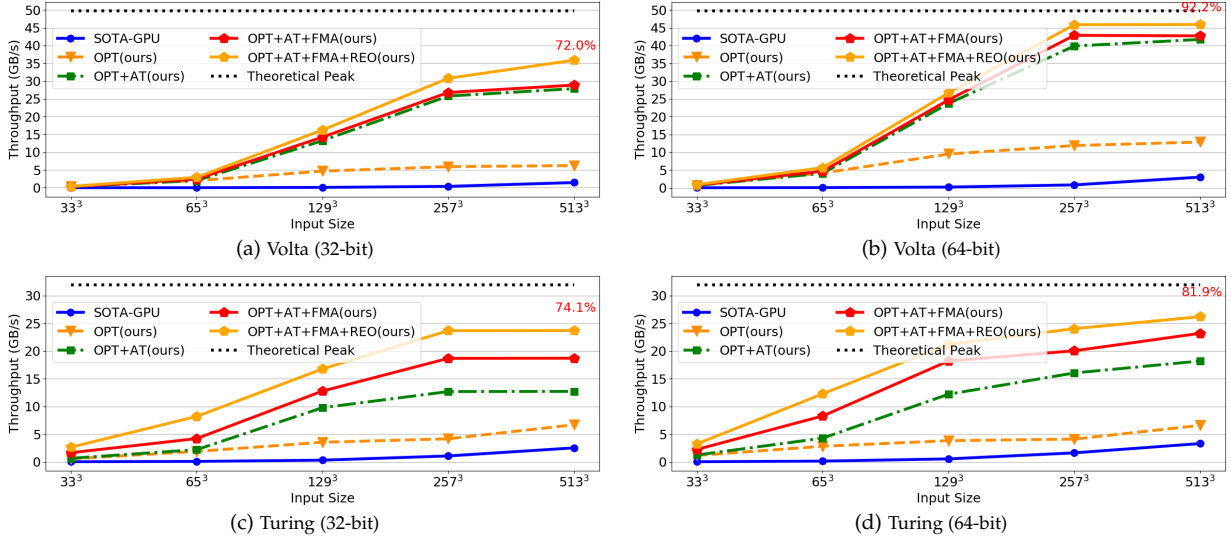 50
45
40
35
30
25
20
15
10
5
0
Throughput (GB/s)
SOTA-GPU
OPT(ours)
OPT+AT(ours)
OPT+AT+FMA(ours)
OPT+AT+FMA+REO(ours)
Theoretical Peak
72.0%
33³
65³
129³
257³
513³
Input Size
(a) Volta (32-bit)
50
45
40
35
30
25
20
15
10
5
0
Throughput (GB/s)
SOTA-GPU
OPT(ours)
OPT+AT(ours)
OPT+AT+FMA(ours)
OPT+AT+FMA+REO(ours)
Theoretical Peak
92.2%
33³
65³
129³
257³
513³
Input Size
(b) Volta (64-bit)
30
25
20
15
10
5
0
Throughput (GB/s)
SOTA-GPU
OPT(ours)
OPT+AT(ours)
OPT+AT+FMA(ours)
OPT+AT+FMA+REO(ours)
Theoretical Peak
74.1%
33³
65³
129³
257³
513³
Input Size
(c) Turing (32-bit)
30
25
20
15
10
5
0
Throughput (GB/s)
SOTA-GPU
OPT(ours)
OPT+AT(ours)
OPT+AT+FMA(ours)
OPT+AT+FMA+REO(ours)
Theoretical Peak
81.9%
33³
65³
129³
257³
513³
Input Size
(d) Turing (64-bit)